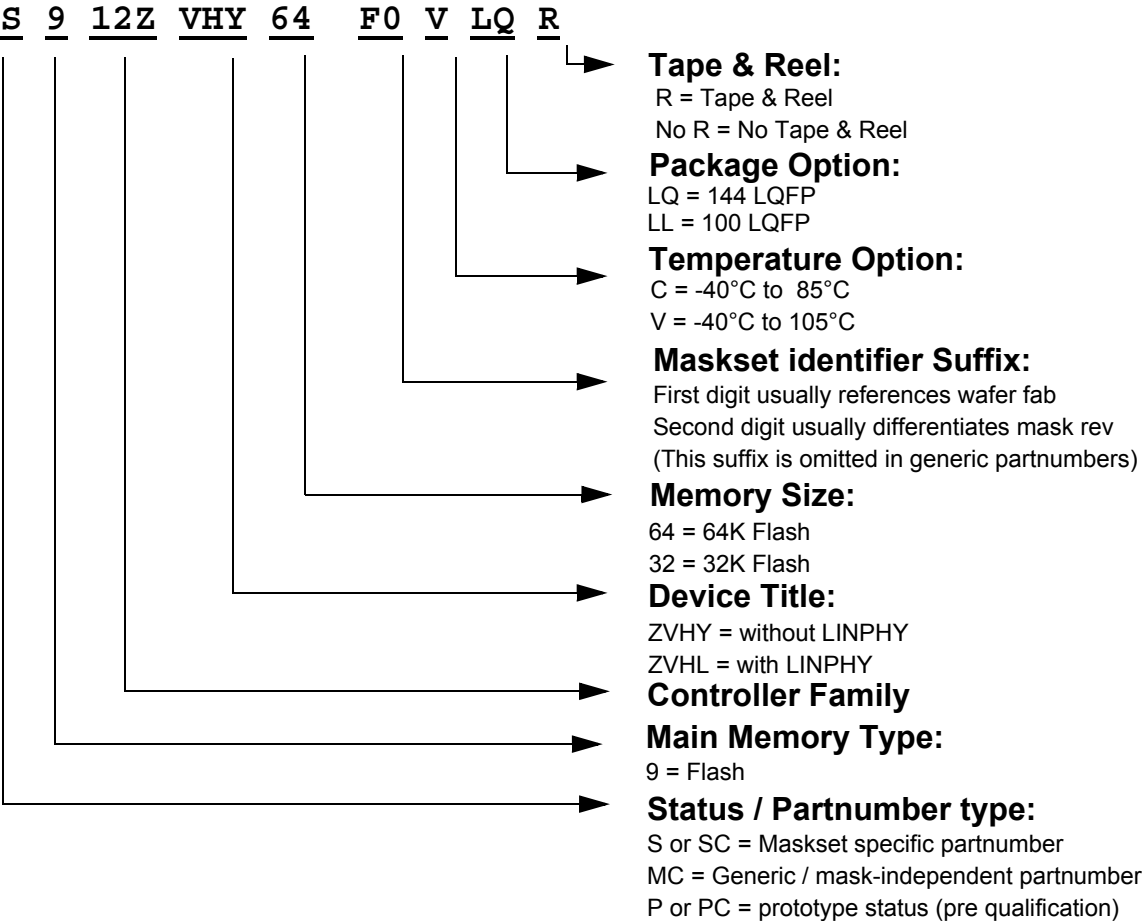 S 9 12Z VHY 64 F0 V LQ R
Tape & Reel:
R = Tape & Reel
No R = No Tape & Reel
Package Option:
LQ = 144 LQFP
LL = 100 LQFP
Temperature Option:
C = -40°C to 85°C
V = -40°C to 105°C
Maskset identifier Suffix:
First digit usually references wafer fab
Second digit usually differentiates mask rev
(This suffix is omitted in generic partnumbers)
Memory Size:
64 = 64K Flash
32 = 32K Flash
Device Title:
ZVHY = without LINPHY
ZVHL = with LINPHY
Controller Family
Main Memory Type:
9 = Flash
Status / Partnumber type:
S or SC = Maskset specific partnumber
MC = Generic / mask-independent partnumber
P or PC = prototype status (pre qualification)